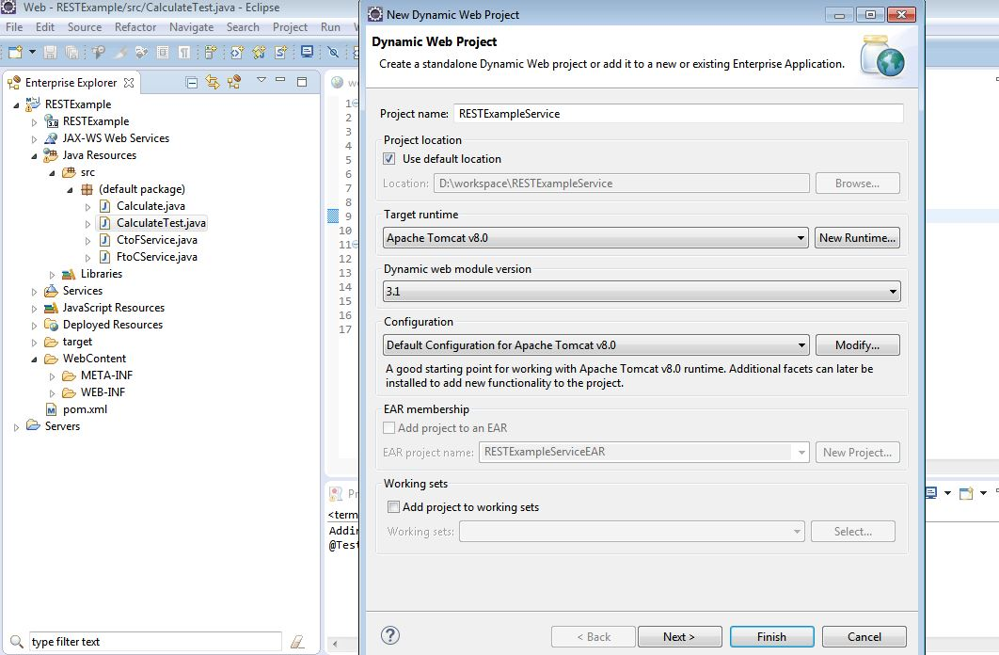 Web - RESTExample/src/CalculateTest.java - Eclipse
File Edit Source Refactor Navigate Search Project Run
Enterprise Explorer
RESTExample
RESTExample
JAX-WS Web Services
Java Resources
src
(default package)
Calculate.java
CalculateTest.java
CtoFService.java
FtoCService.java
Libraries
Services
JavaScript Resources
Deployed Resources
target
WebContent
META-INF
WEB-INF
pom.xml
Servers
type filter text
1
2
3
4
5
6
7
8
9
10
11
12
13
14
15
16
17
<term
Addin
@Test
New Dynamic Web Project
Dynamic Web Project
Create a standalone Dynamic Web project or add it to a new or existing Enterprise Application.
Project name: RESTExampleService
Project location
Use default location
Location: D:\workspace\RESTExampleService Browse...
Target runtime
Apache Tomcat v8.0 New Runtime...
Dynamic web module version
3.1
Configuration
Default Configuration for Apache Tomcat v8.0 Modify...
A good starting point for working with Apache Tomcat v8.0 runtime. Additional facets can later be
installed to add new functionality to the project.
EAR membership
Add project to an EAR
EAR project name: RESTExampleServiceEAR New Project...
Working sets
Add project to working sets
Working sets: Select...
? < Back Next > Finish Cancel